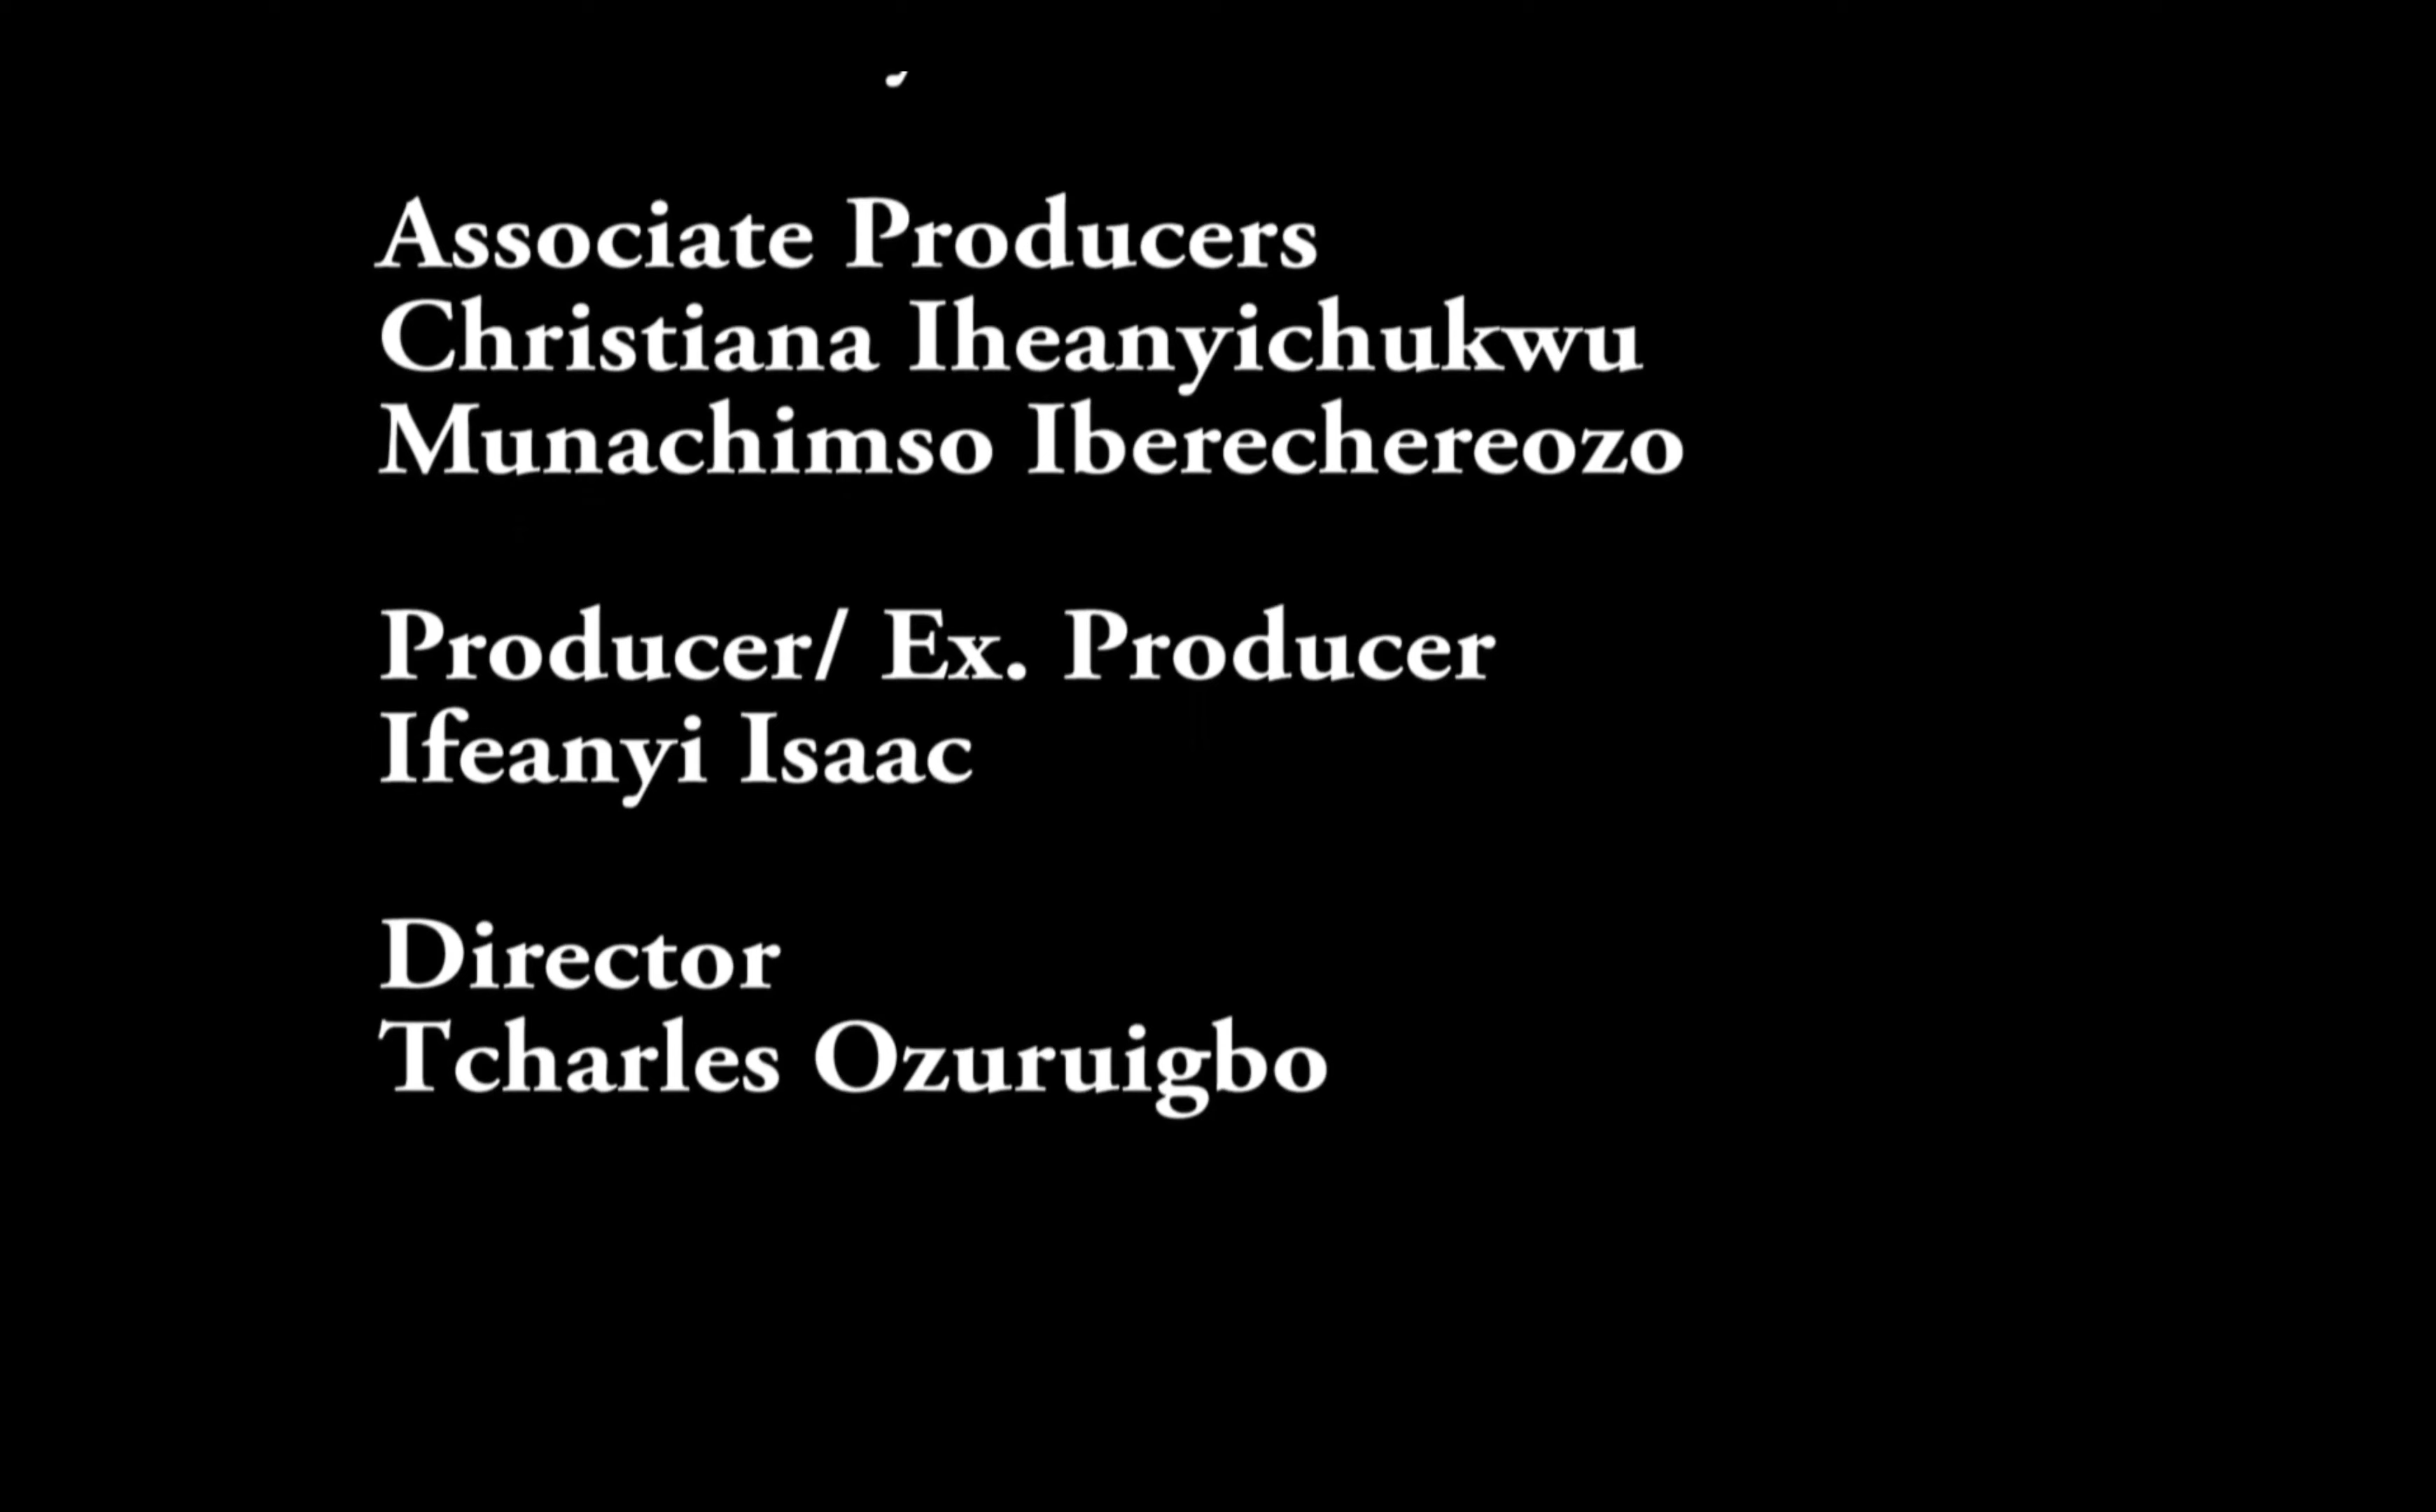 Associate Producers
Christiana Iheanyichukwu
Munachimso Iberechereozo
Producer/ Ex. Producer
Ifeanyi Isaac
Director
Tcharles Ozuruigbo